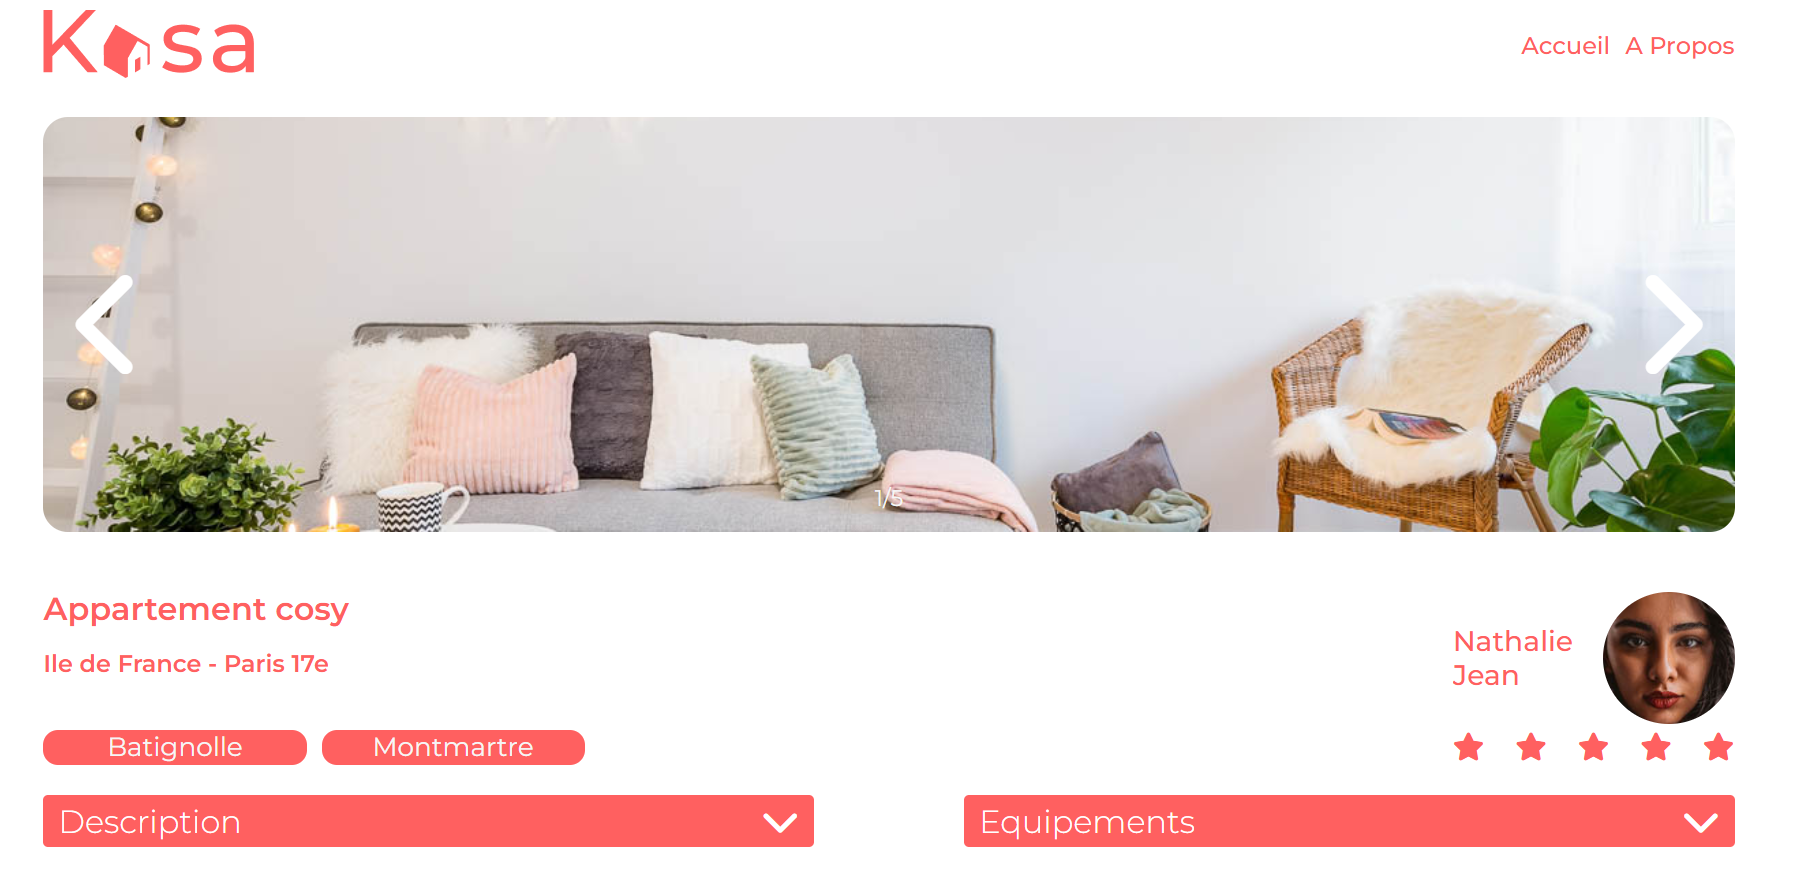 Kasa
Accueil A Propos
1/5
Appartement cosy
Ile de France - Paris 17e
Nathalie
Jean
Batignolle
Montmartre
Description
Equipements